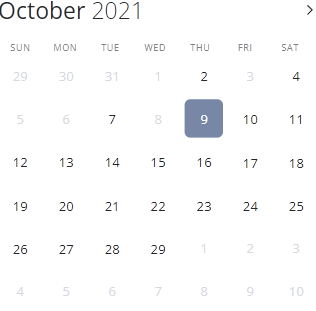 October 2021
SUN MON TUE WED THU FRI SAT
29 30 31 1 2 3 4
5 6 7 8 9 10 11
12 13 14 15 16 17 18
19 20 21 22 23 24 25
26 27 28 29 1 2 3
4 5 6 7 8 9 10